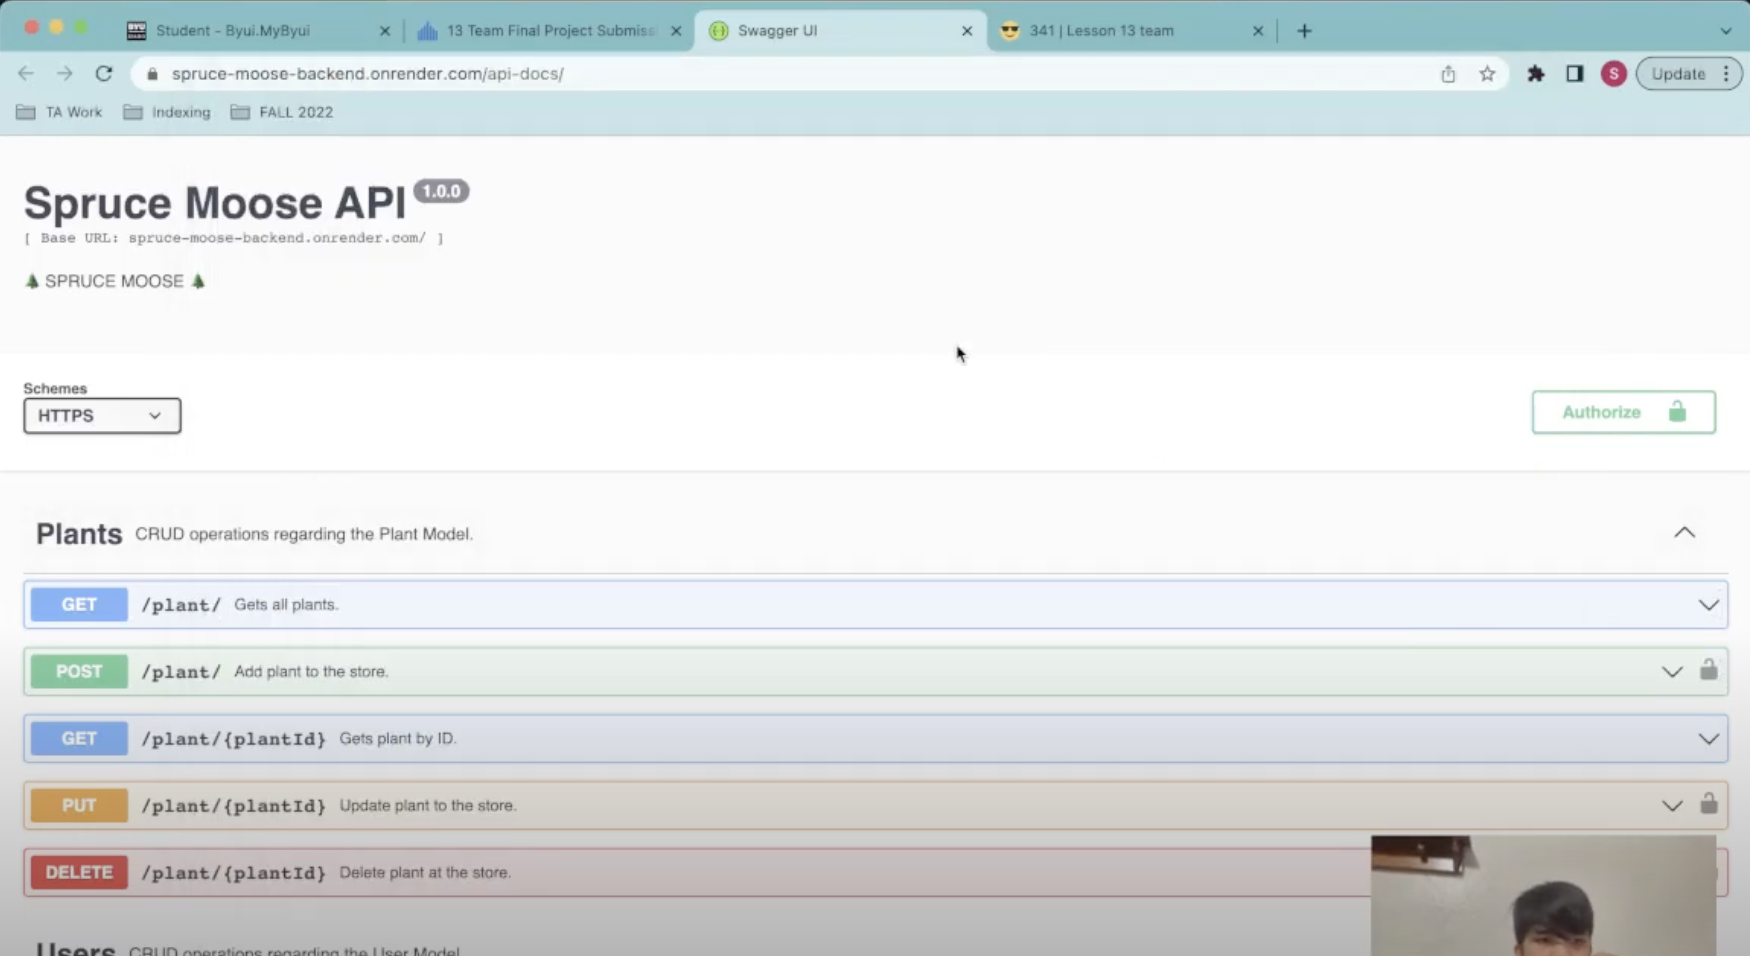 Student - Byui.MyByui
13 Team Final Project Submiss
Swagger UI
341 | Lesson 13 team
spruce-moose-backend.onrender.com/api-docs/
S
Update
TA Work
Indexing
FALL 2022
Spruce Moose API 1.0.0
[ Base URL: spruce-moose-backend.onrender.com/ ]
🌲 SPRUCE MOOSE 🌲
Schemes
HTTPS
Authorize
Plants CRUD operations regarding the Plant Model.
GET /plant/ Gets all plants.
POST /plant/ Add plant to the store.
GET /plant/{plantId} Gets plant by ID.
PUT /plant/{plantId} Update plant to the store.
DELETE /plant/{plantId} Delete plant at the store.
Users CRUD operations regarding the User Model.